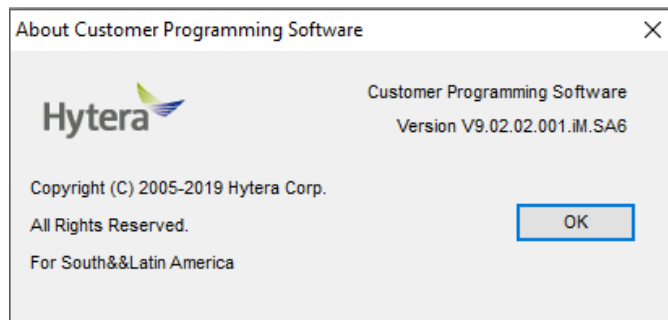 About Customer Programming Software
Hytera
Customer Programming Software
Version V9.02.02.001.iM.SA6
Copyright (C) 2005-2019 Hytera Corp.
All Rights Reserved.
OK
For South&&Latin America